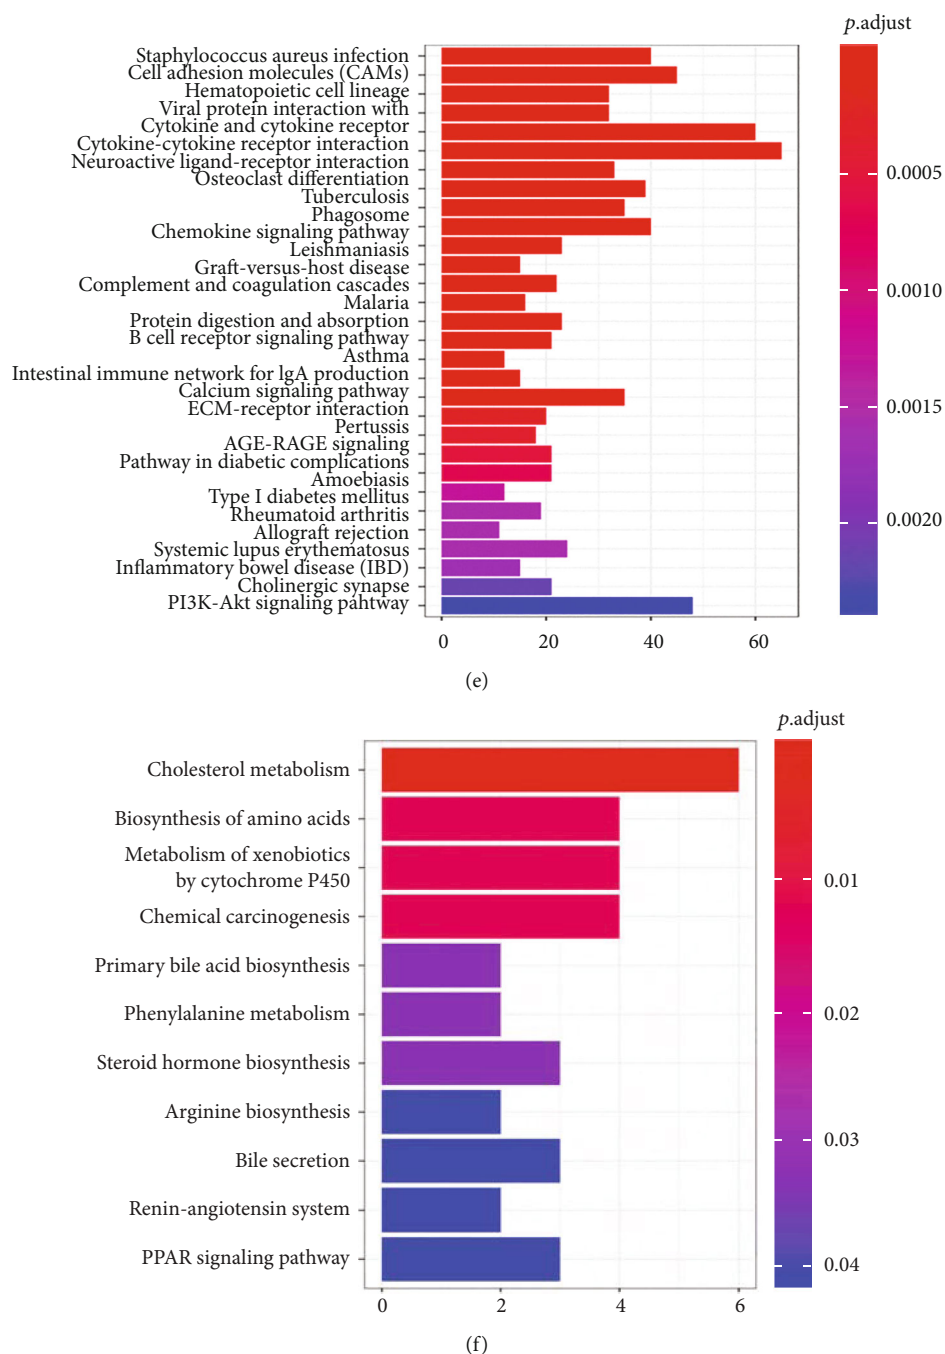 p.adjust
Staphylococcus aureus infection
Cell adhesion molecules (CAMs)
Hematopoietic cell lineage
Viral protein interaction with
Cytokine and cytokine receptor
Cytokine-cytokine receptor interaction
Neuroactive ligand-receptor interaction
Osteoclast differentiation
Tuberculosis
Phagosome
Chemokine signaling pathway
Leishmaniasis
Graft-versus-host disease
Complement and coagulation cascades
Malaria
Protein digestion and absorption
B cell receptor signaling pathway
Asthma
Intestinal immune network for lgA production
Calcium signaling pathway
ECM-receptor interaction
Pertussis
AGE-RAGE signaling
Pathway in diabetic complications
Amoebiasis
Type I diabetes mellitus
Rheumatoid arthritis
Allograft rejection
Systemic lupus erythematosus
Inflammatory bowel disease (IBD)
Cholinergic synapse
PI3K-Akt signaling pahtway
0 20 40 60
0.0005
0.0010
0.0015
0.0020
(e)
p.adjust
Cholesterol metabolism
Biosynthesis of amino acids
Metabolism of xenobiotics
by cytochrome P450
Chemical carcinogenesis
Primary bile acid biosynthesis
Phenylalanine metabolism
Steroid hormone biosynthesis
Arginine biosynthesis
Bile secretion
Renin-angiotensin system
PPAR signaling pathway
0 2 4 6
0.01
0.02
0.03
0.04
(f)